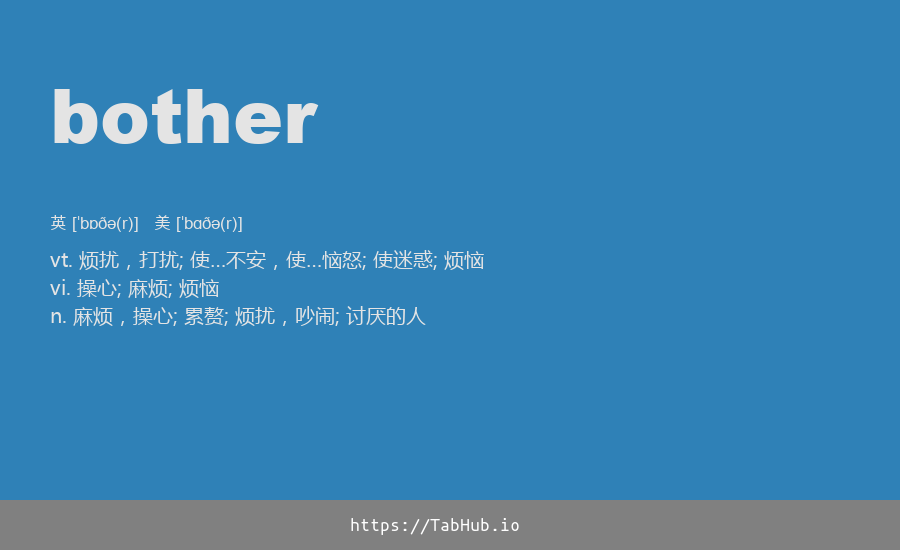 bother
英 ['bɒðə(r)] 美 ['bɑðə(r)]
vt. 烦扰，打扰; 使...不安，使...恼怒; 使迷惑; 烦恼
vi. 操心; 麻烦; 烦恼
n. 麻烦，操心; 累赘; 烦扰，吵闹; 讨厌的人
https://TabHub.io